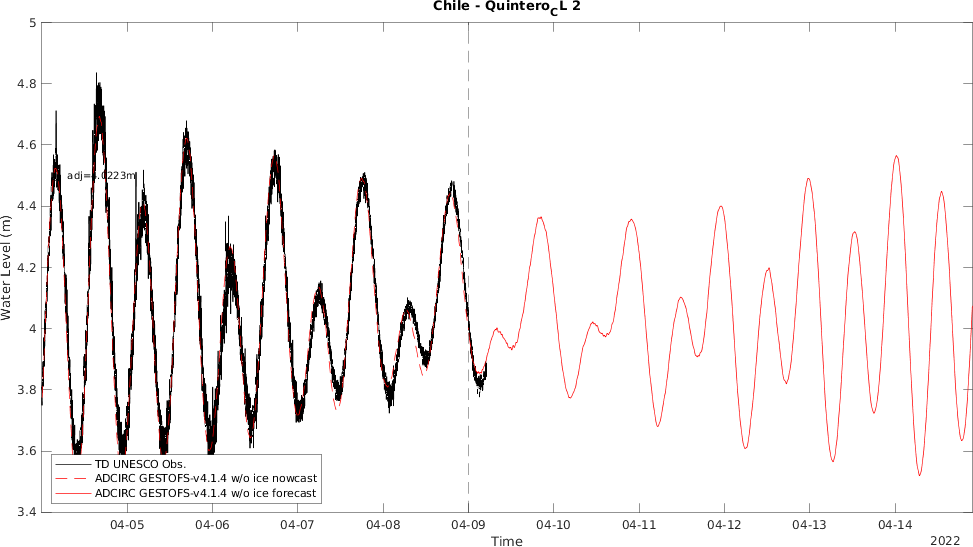 Chile - Quintero_CL 2
5
4.8
4.6
4.4
4.2
4
3.8
3.6
3.4
Water Level (m)
adj=4.0223m
TD UNESCO Obs.
ADCIRC GESTOFS-v4.1.4 w/o ice nowcast
ADCIRC GESTOFS-v4.1.4 w/o ice forecast
04-05 04-06 04-07 04-08 04-09 04-10 04-11 04-12 04-13 04-14
Time
2022